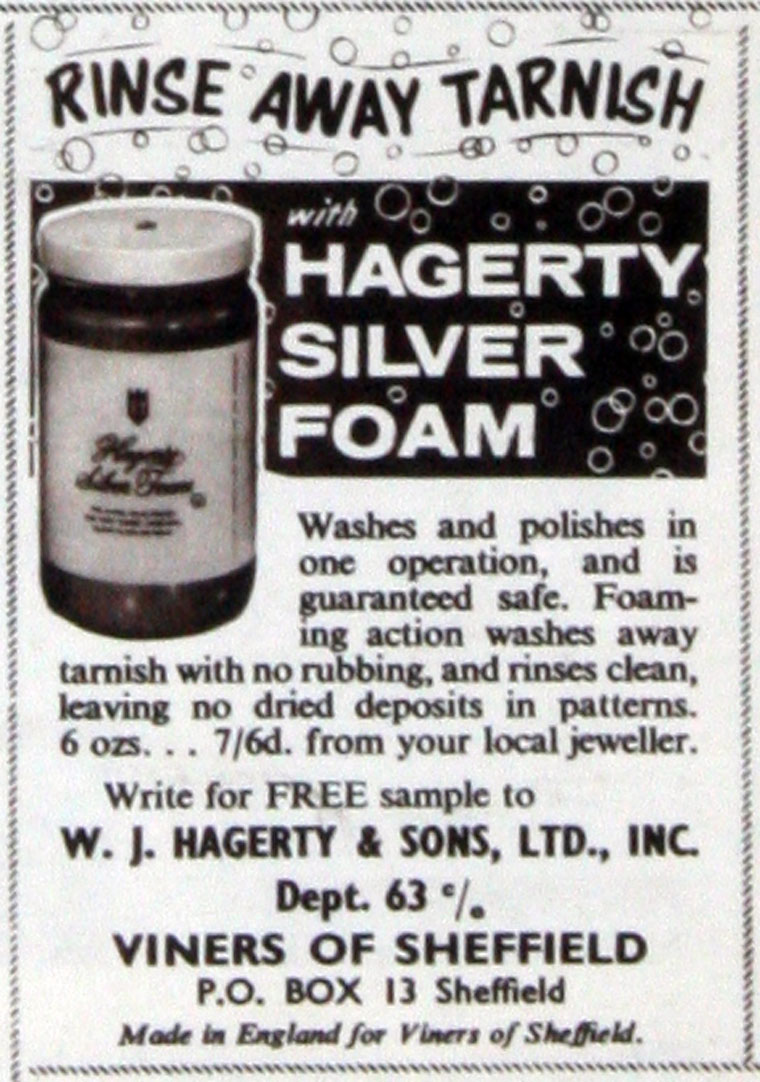 RINSE AWAY TARNISH
with
HAGERTY
SILVER
FOAM
Hagerty
Silver Foam
Washes and polishes in
one operation, and is
guaranteed safe. Foam-
ing action washes away
tarnish with no rubbing, and rinses clean,
leaving no dried deposits in patterns.
6 ozs. . . 7/6d. from your local jeweller.
Write for FREE sample to
W. J. HAGERTY & SONS, LTD., INC.
Dept. 63 c/o
VINERS OF SHEFFIELD
P.O. BOX 13 Sheffield
Made in England for Viners of Sheffield.